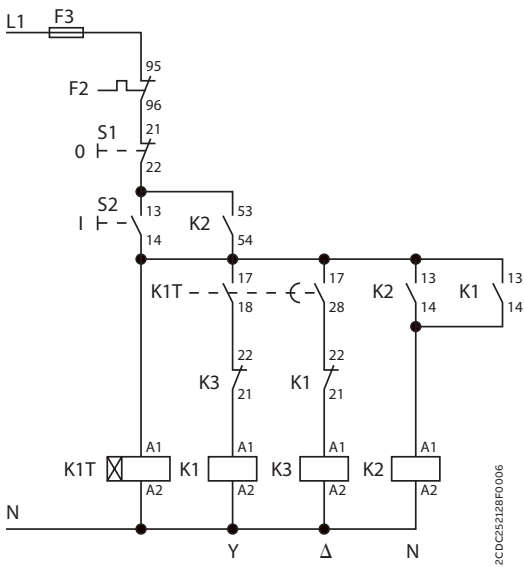 L1
F3
95
F2
96
S1
21
0
22
S2
13
53
I
K2
14
54
17
17
13
13
K1T
K2
K1
18
28
14
14
22
22
K3
K1
21
21
A1
A1
A1
A1
K1T
K1
K3
K2
A2
A2
A2
A2
N
Y
Δ
N
2CDC252128F0006